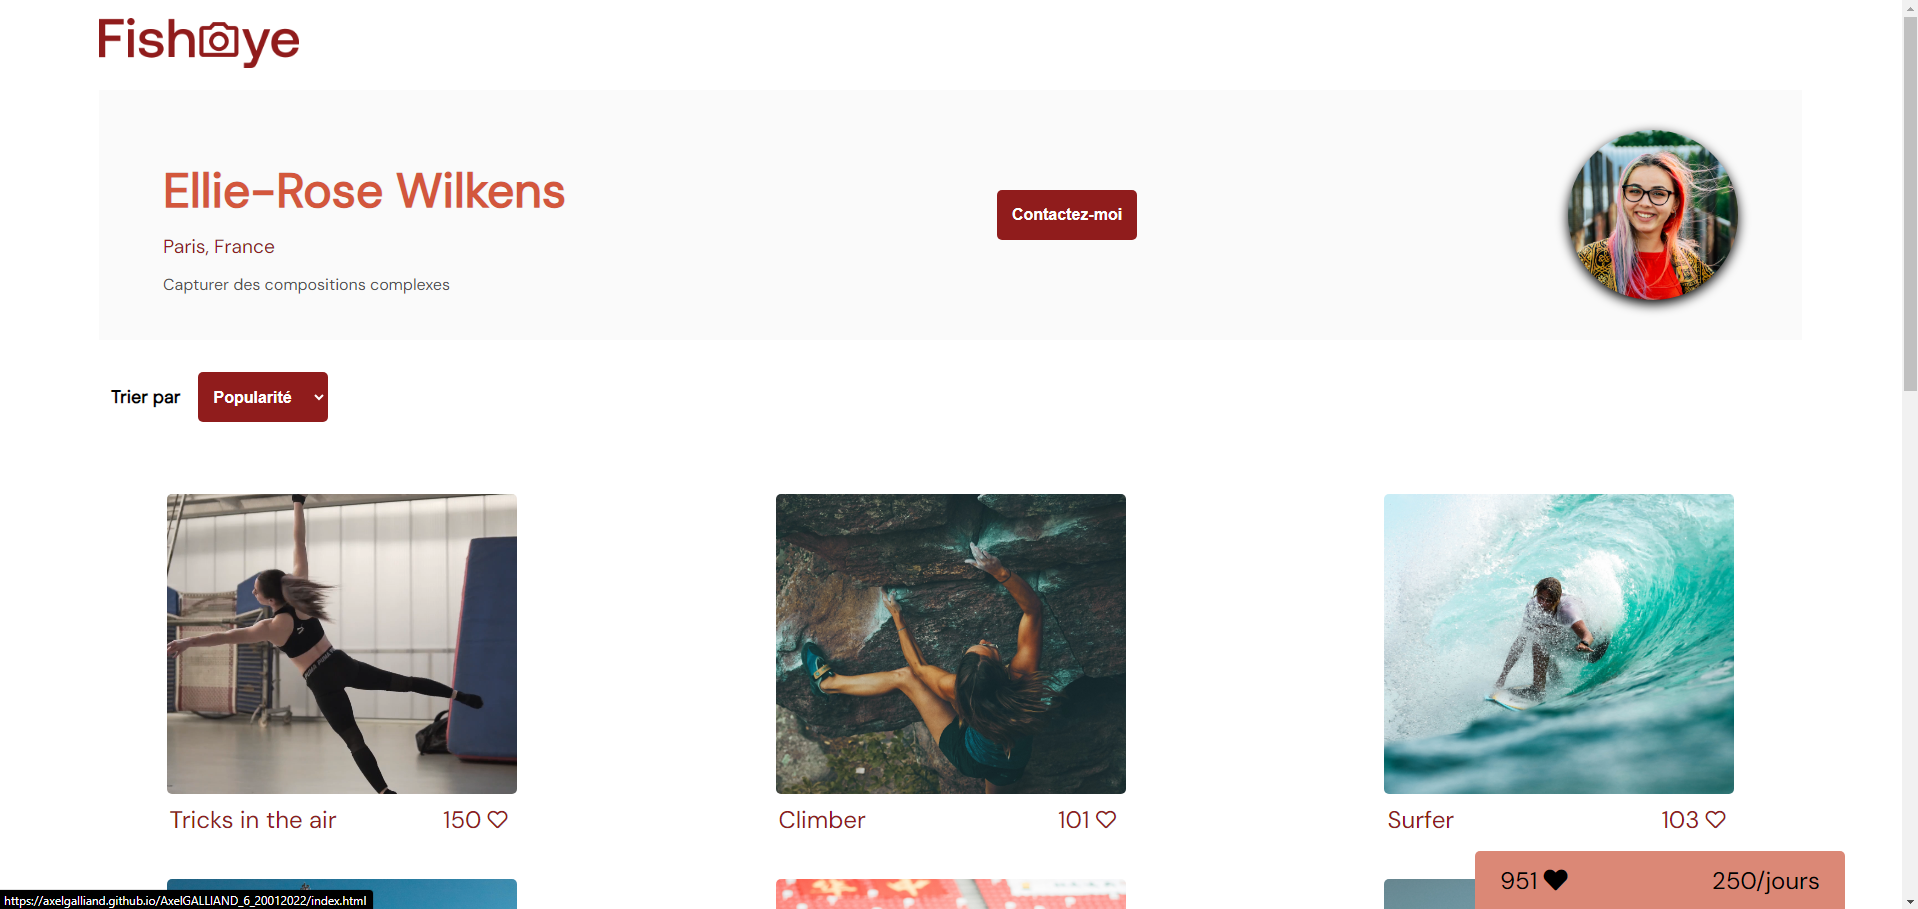 Fisheye
Ellie-Rose Wilkens
Paris, France
Capturer des compositions complexes
Contactez-moi
Trier par
Popularité
Tricks in the air
150
Climber
101
Surfer
103
951
250/jours
https://axelgalliand.github.io/AxelGALLIAND_6_20012022/index.html